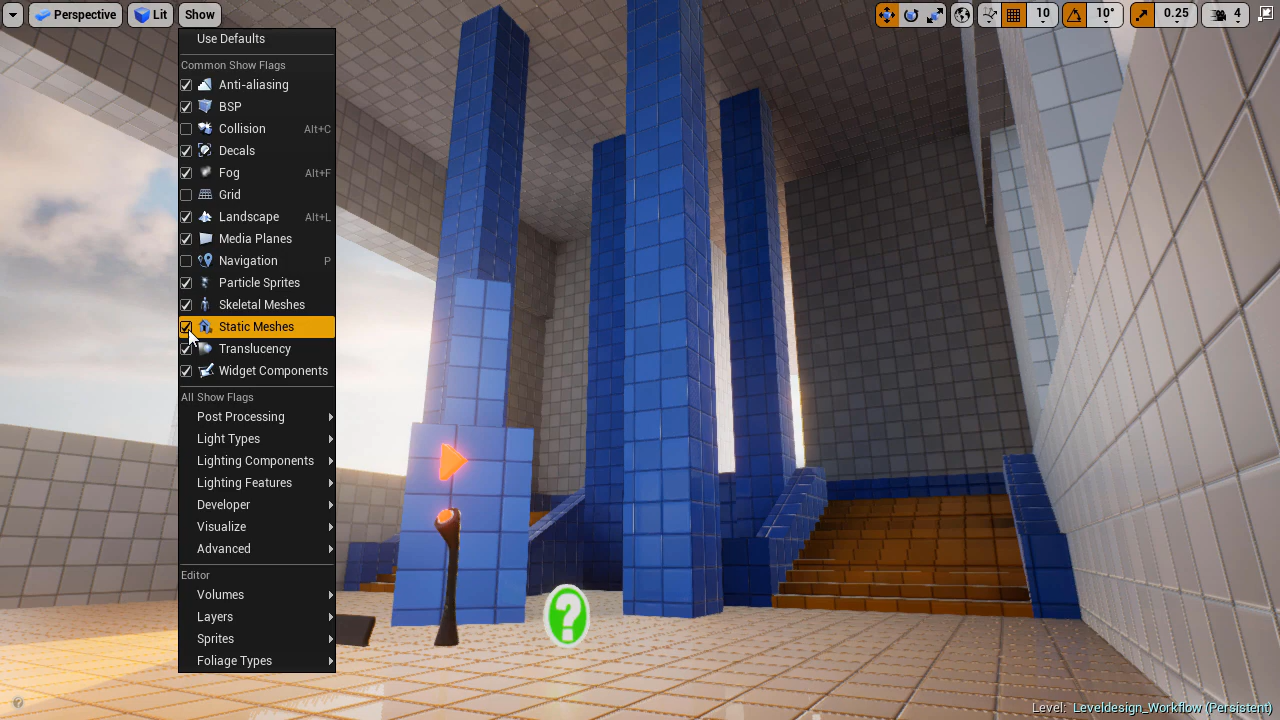 Perspective Lit Show 10 10° 0.25 4
Use Defaults
Common Show Flags
Anti-aliasing
BSP
Collision Alt+C
Decals
Fog Alt+F
Grid
Landscape Alt+L
Media Planes
Navigation P
Particle Sprites
Skeletal Meshes
Static Meshes
Translucency
Widget Components
All Show Flags
Post Processing
Light Types
Lighting Components
Lighting Features
Developer
Visualize
Advanced
Editor
Volumes
Layers
Sprites
Foliage Types
?
?
Level: Leveldesign_Workflow (Persistent)